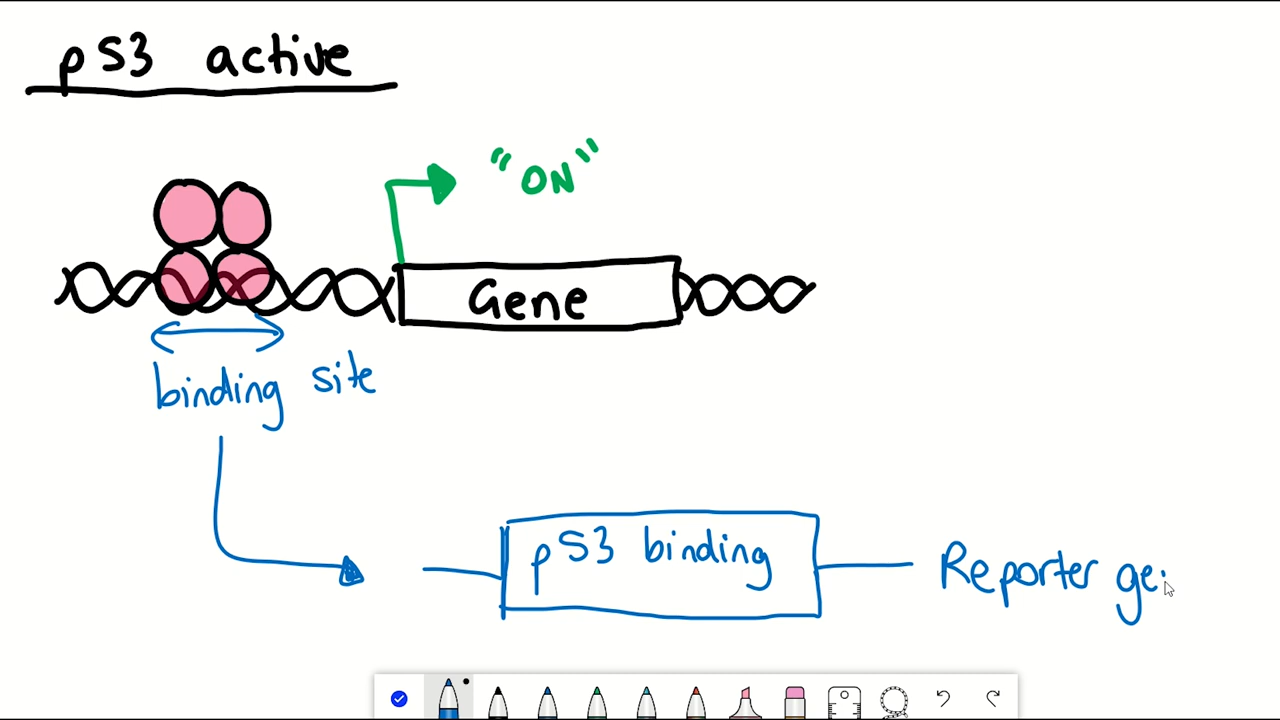 p53 active
"ON"
Gene
binding site
p53 binding
Reporter ge